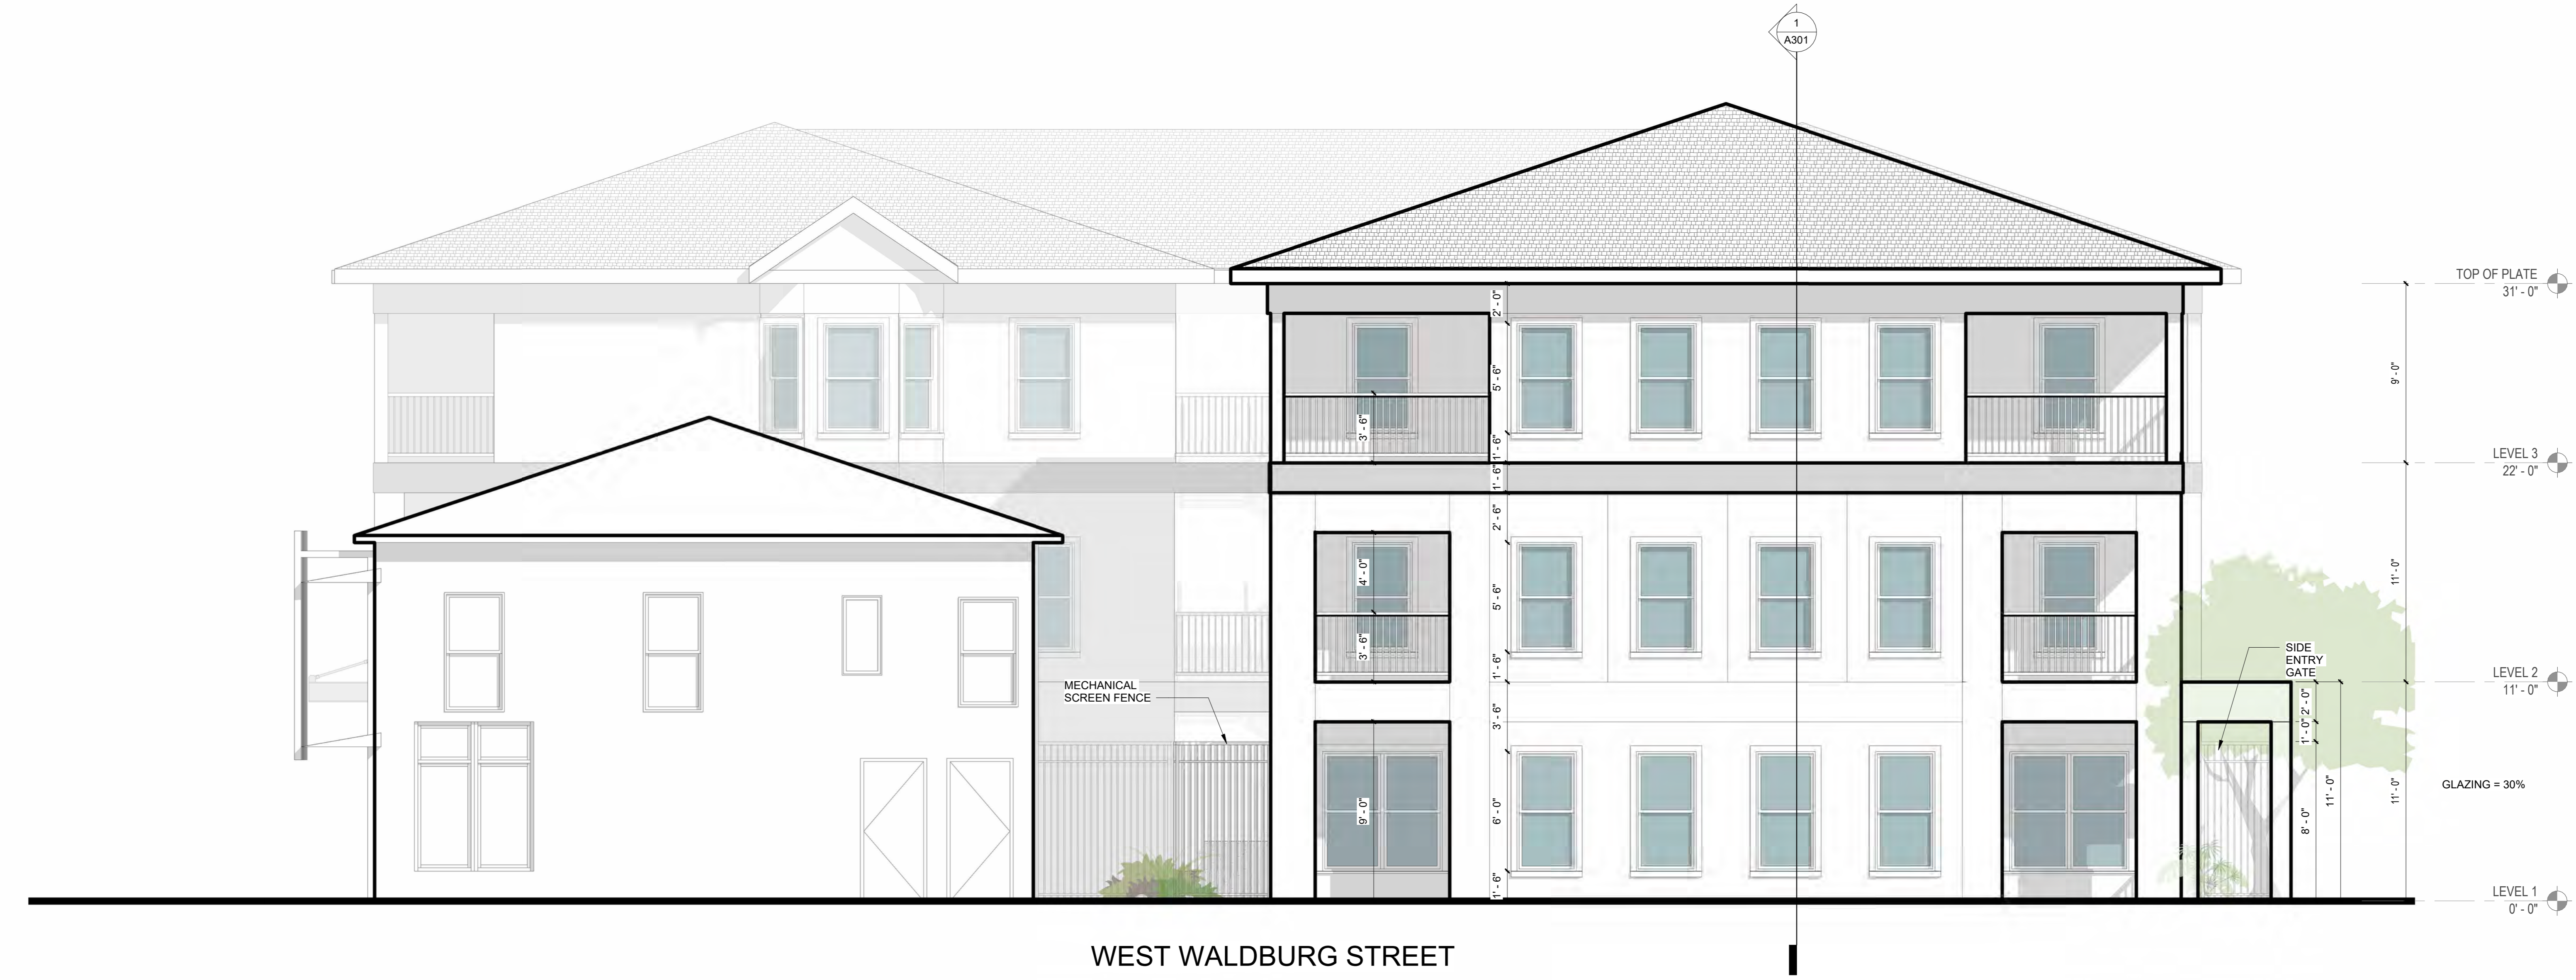 1
A301
TOP OF PLATE
31' - 0"
LEVEL 3
22' - 0"
LEVEL 2
11' - 0"
LEVEL 1
0' - 0"
9' - 0"
11' - 0"
11' - 0"
2' - 0"
5' - 6"
1' - 6"
1' - 6"
2' - 6"
5' - 6"
1' - 6"
3' - 6"
6' - 0"
1' - 6"
3' - 6"
4' - 0"
3' - 6"
9' - 0"
MECHANICAL
SCREEN FENCE
SIDE
ENTRY
GATE
2' - 0"
1' - 0"
8' - 0"
11' - 0"
GLAZING = 30%
WEST WALDBURG STREET